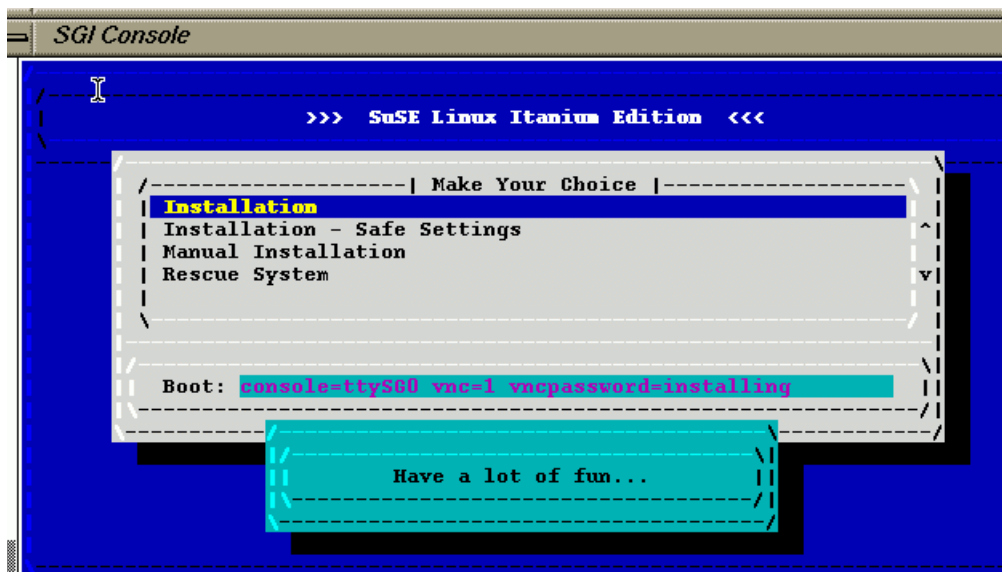 SGI Console
>>> SuSE Linux Itanium Edition <<<
Make Your Choice
Installation
Installation - Safe Settings
Manual Installation
Rescue System
Boot: console=ttySG0 vnc=1 vncpassword=installing
Have a lot of fun...